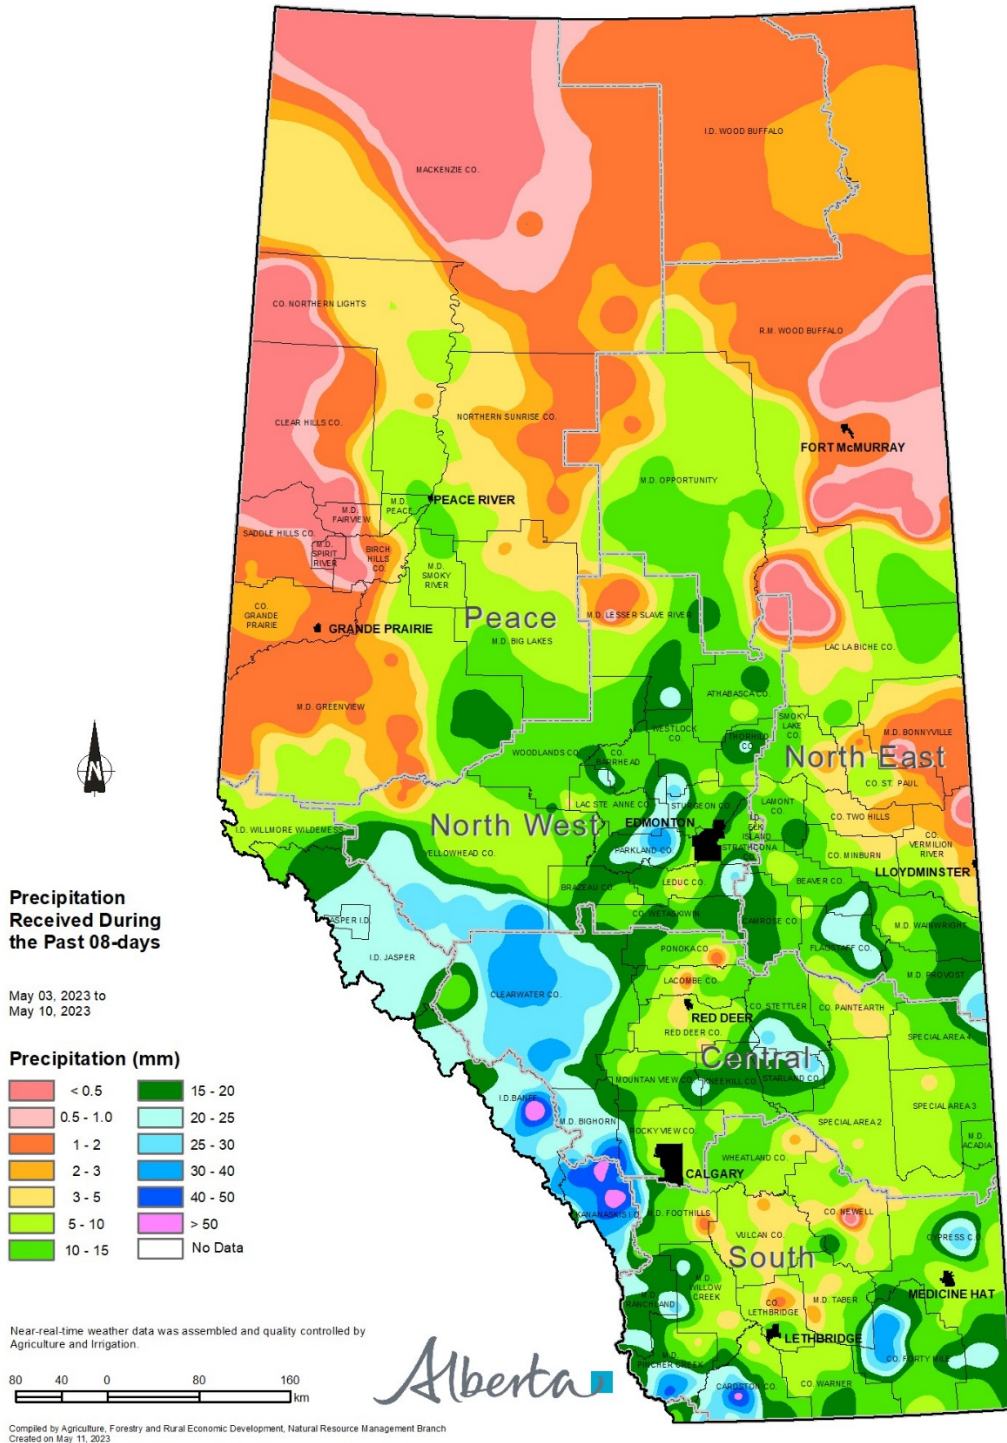 I.D. WOOD BUFFALO
MACKENZIE CO.
CO. NORTHERN LIGHTS
R.M. WOOD BUFFALO
CLEAR HILLS CO.
NORTHERN SUNRISE CO.
FORT McMURRAY
M.D. OPPORTUNITY
M.D.
PEACE
PEACE RIVER
M.D.
FAIRVIEW
SADDLE HILLS CO.
M.D.
SPIRIT
RIVER
BIRCH
HILLS
CO.
M.D.
SMOKY
RIVER
CO.
GRANDE
PRAIRIE
GRANDE PRAIRIE
Peace
M.D. LESSER SLAVE RIVER
M.D. BIG LAKES
LAC LA BICHE CO.
M.D. GREENVIEW
ATHABASCA CO.
WESTLOCK
CO.
SMOKY
LAKE
CO.
THORHILD
CO.
M.D. BONNYVILLE
WOODLANDS CO.
CO.
BARRHEAD
North East
CO. ST. PAUL
LAC STE. ANNE CO.
STURGEON CO.
LAMONT
CO.
CO. TWO HILLS
I.D. WILLMORE WILDERNESS
North West
EDMONTON
I.D.
ELK
ISLAND
STRATHCONA
CO.
VERMILION
RIVER
YELLOWHEAD CO.
PARKLAND CO.
CO. MINBURN
LLOYDMINSTER
BRAZEAU CO.
LEDUC CO.
BEAVER CO.
CO. WETASKIWIN
CAMROSE CO.
M.D. WAINWRIGHT
Precipitation
Received During
the Past 08-days
JASPER I.D.
I.D. JASPER
PONOKA CO.
FLAGSTAFF CO.
M.D. PROVOST
May 03, 2023 to
May 10, 2023
CLEARWATER CO.
LACOMBE CO.
CO. STETTLER
CO. PAINTEARTH
RED DEER
RED DEER CO.
SPECIAL AREA 4
Central
Precipitation (mm)
< 0.5
0.5 - 1.0
1 - 2
2 - 3
3 - 5
5 - 10
10 - 15
15 - 20
20 - 25
25 - 30
30 - 40
40 - 50
> 50
No Data
MOUNTAIN VIEW CO.
KNEEHILL CO.
STARLAND CO.
I.D. BANFF
M.D. BIGHORN
ROCKY VIEW CO.
SPECIAL AREA 2
SPECIAL AREA 3
M.D.
ACADIA
CALGARY
WHEATLAND CO.
KANANASKIS I.D.
M.D. FOOTHILLS
CO. NEWELL
VULCAN CO.
CYPRESS CO.
South
M.D.
WILLOW
CREEK
M.D.
RANCHLAND
CO.
LETHBRIDGE
M.D. TABER
MEDICINE HAT
LETHBRIDGE
M.D.
PINCHER CREEK
CO. FORTY MILE
CARDSTON CO.
CO. WARNER
Near-real-time weather data was assembled and quality controlled by
Agriculture and Irrigation.
80 40 0 80 160
km
Alberta
Compiled by Agriculture, Forestry and Rural Economic Development, Natural Resource Management Branch
Created on May 11, 2023
N